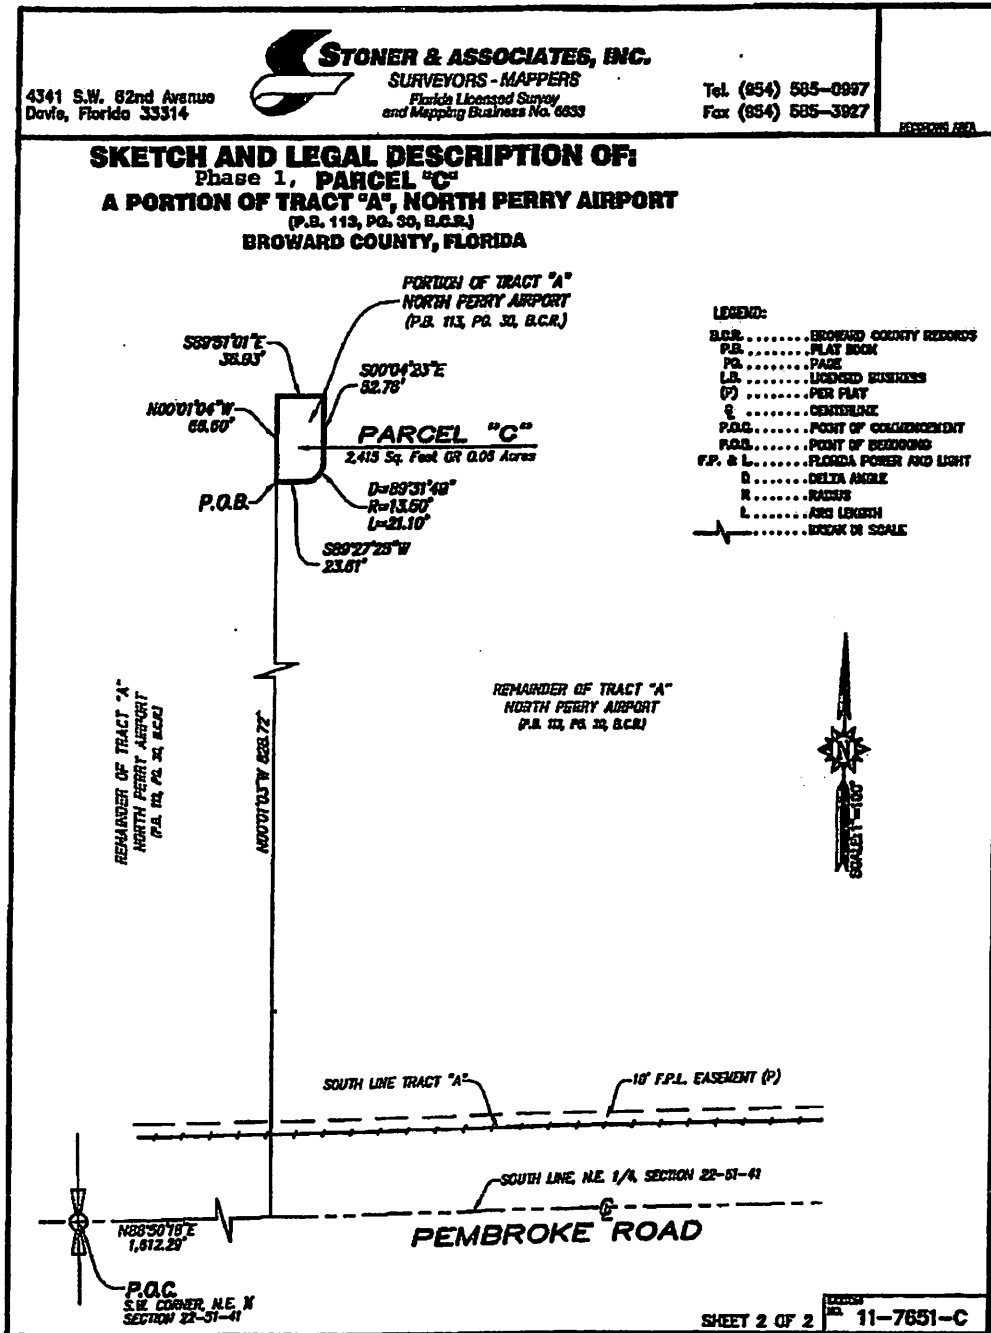 STONER & ASSOCIATES, INC.
SURVEYORS - MAPPERS
Florida Licensed Survey
and Mapping Business No. 6633
4341 S.W. 62nd Avenue
Davie, Florida 33314
Tel. (954) 585-0997
Fax (954) 585-3927
RECORDING AREA
SKETCH AND LEGAL DESCRIPTION OF:
Phase 1, PARCEL "C"
A PORTION OF TRACT "A", NORTH PERRY AIRPORT
(P.B. 113, PG. 30, B.C.R.)
BROWARD COUNTY, FLORIDA
PORTION OF TRACT "A"
NORTH PERRY AIRPORT
(P.B. 113, PG. 30, B.C.R.)
S89°51'01"E
36.93'
S00°04'23"E
52.78'
N00°01'04"W
PARCEL "C"
2,415 Sq. Feet OR 0.06 Acres
P.O.B.
D=89°31'49"
R=13.50'
L=21.10'
S89°27'25"W
23.61'
LEGEND:
B.C.R. ........ BROWARD COUNTY RECORDS
P.B. ........ PLAT BOOK
PG. ........ PAGE
L.B. ........ LICENSED BUSINESS
(P) ........ PER PLAT
℄ ........ CENTERLINE
P.O.C. ........ POINT OF COMMENCEMENT
P.O.B. ........ POINT OF BEGINNING
F.P. & L. ........ FLORIDA POWER AND LIGHT
D ........ DELTA ANGLE
R ........ RADIUS
L ........ ARC LENGTH
........ BREAK IN SCALE
REMAINDER OF TRACT "A"
NORTH PERRY AIRPORT
(P.B. 113, PG. 30, B.C.R.)
N00°01'03"W
REMAINDER OF TRACT "A"
NORTH PERRY AIRPORT
(P.B. 113, PG. 30, B.C.R.)
N
SCALE: 1"=100'
SOUTH LINE TRACT "A"
10' F.P.L. EASEMENT (P)
SOUTH LINE, N.E. 1/4, SECTION 22-51-41
℄
PEMBROKE ROAD
N88°50'18"E
1,612.29'
P.O.C.
S.W. CORNER, N.E. ¼
SECTION 22-51-41
SHEET 2 OF 2
NO. 11-7651-C